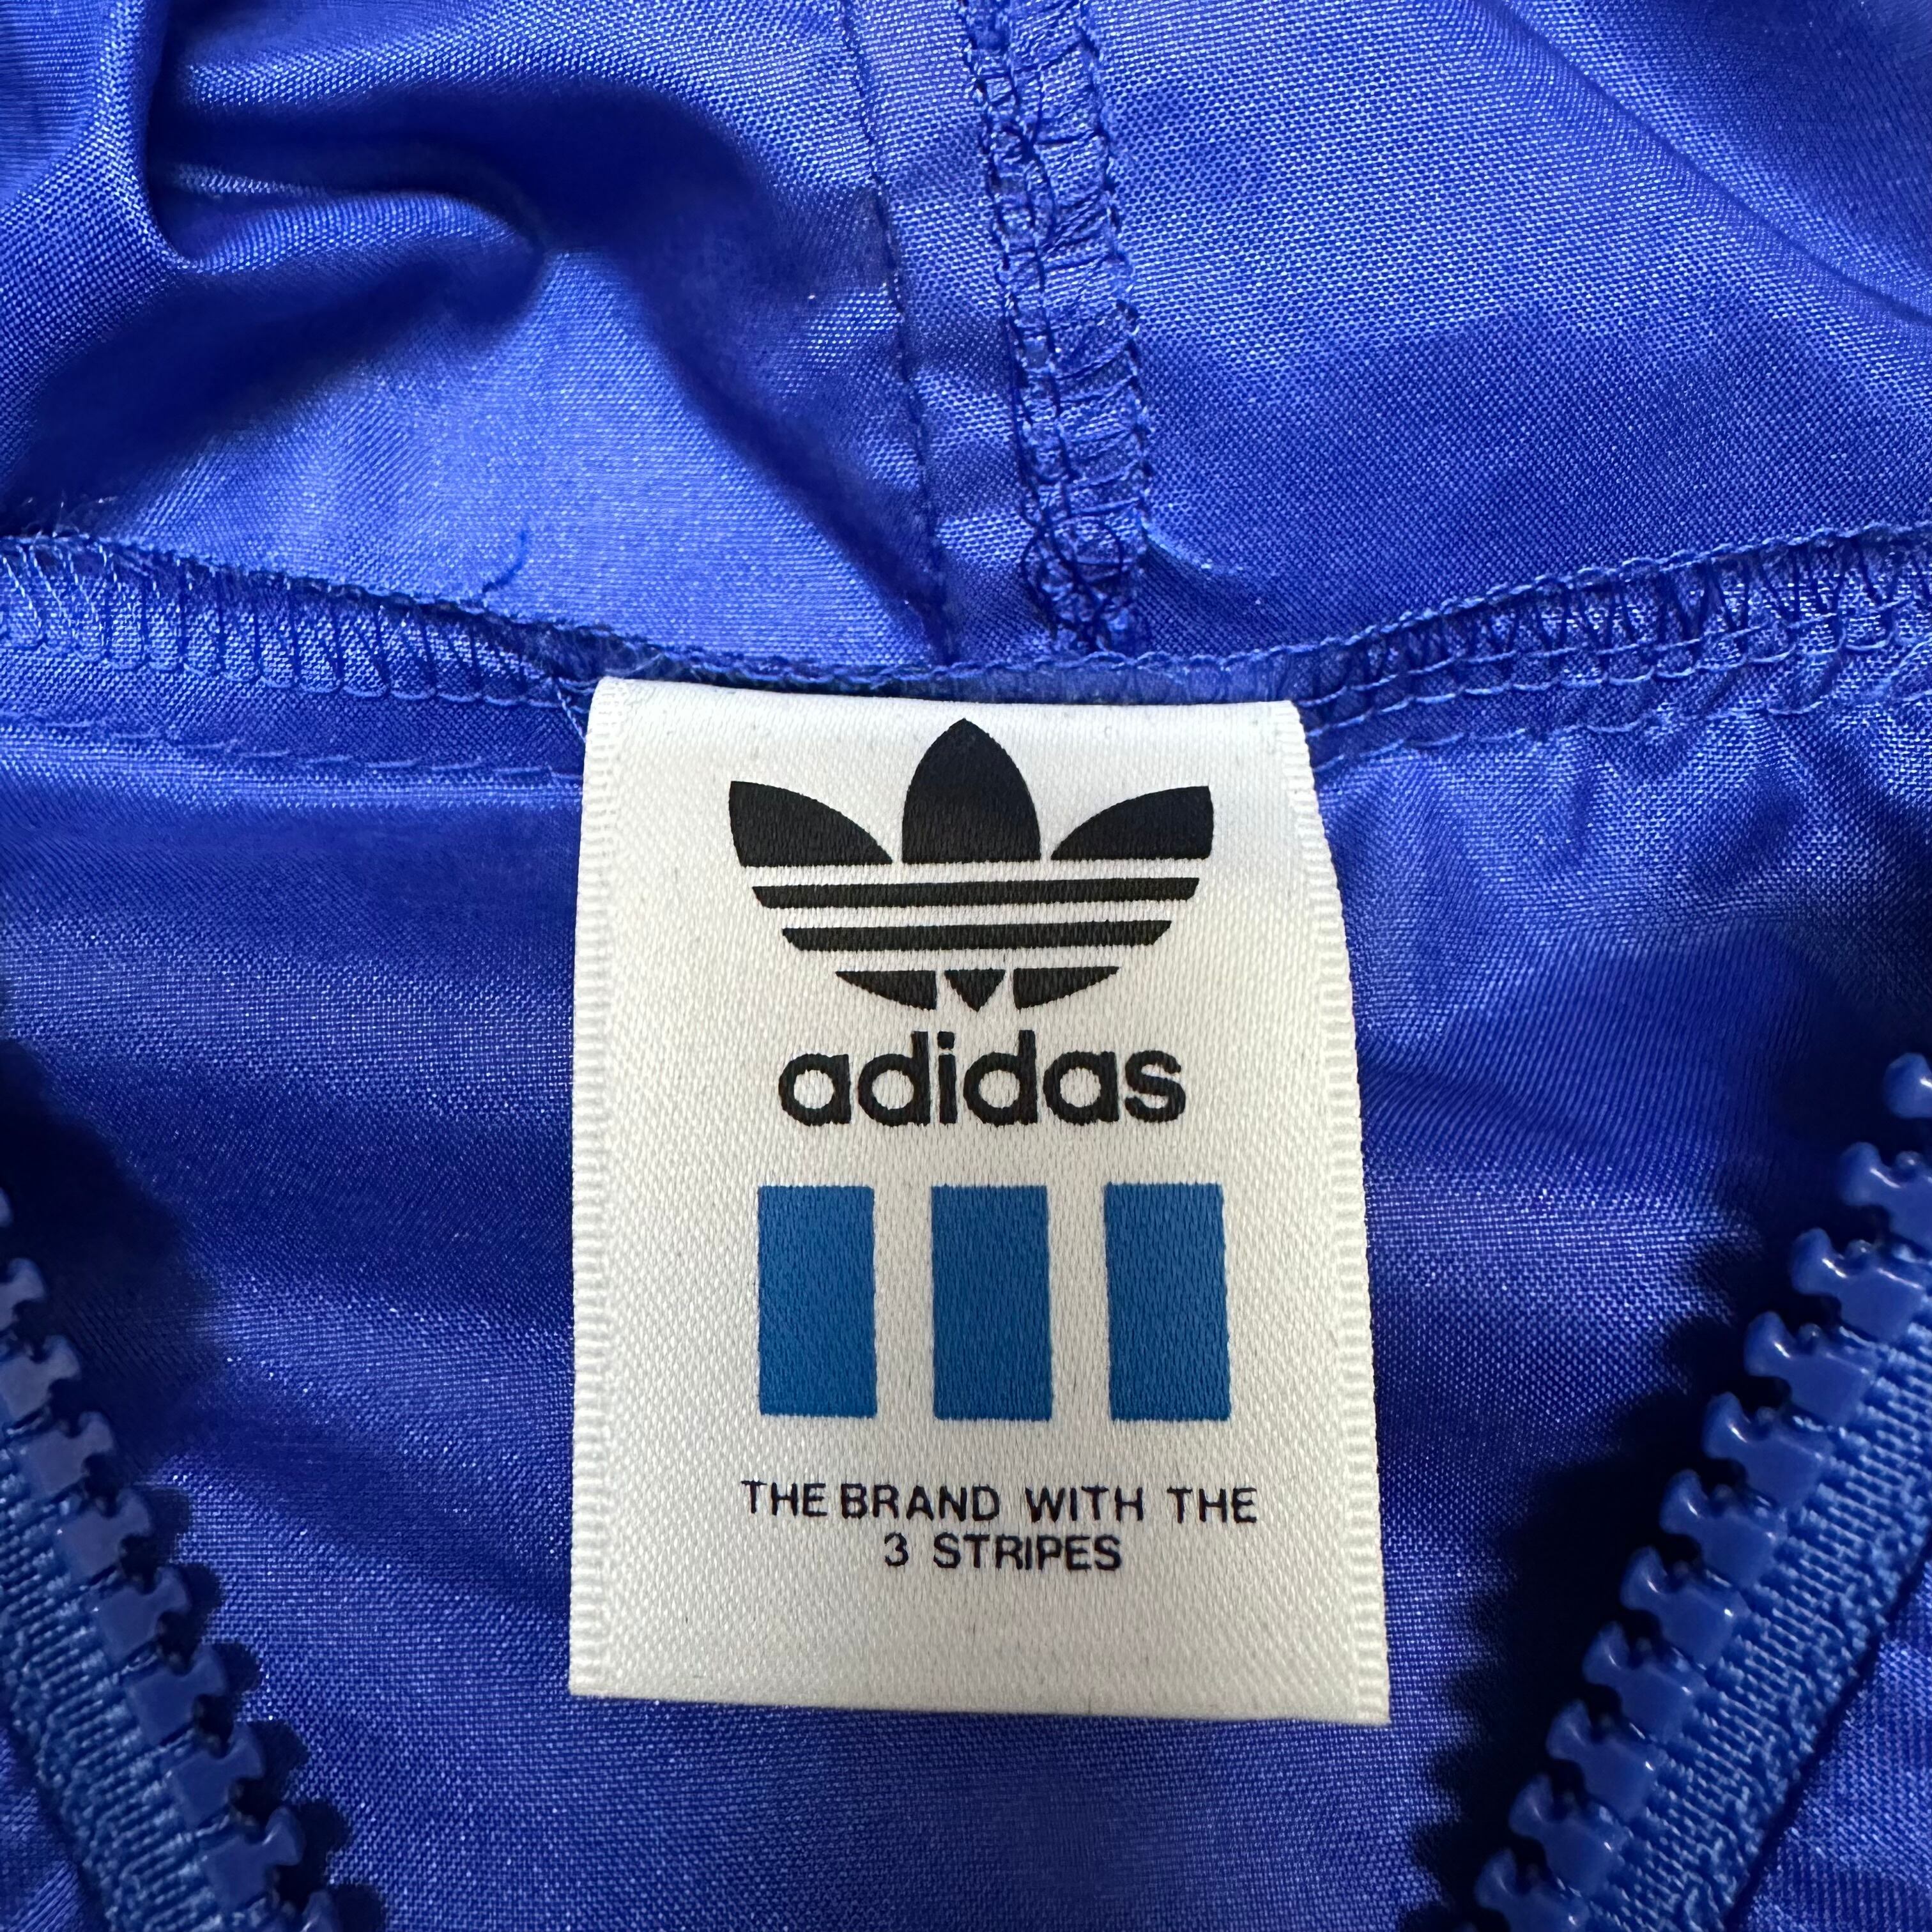 adidas
THE BRAND WITH THE
3 STRIPES